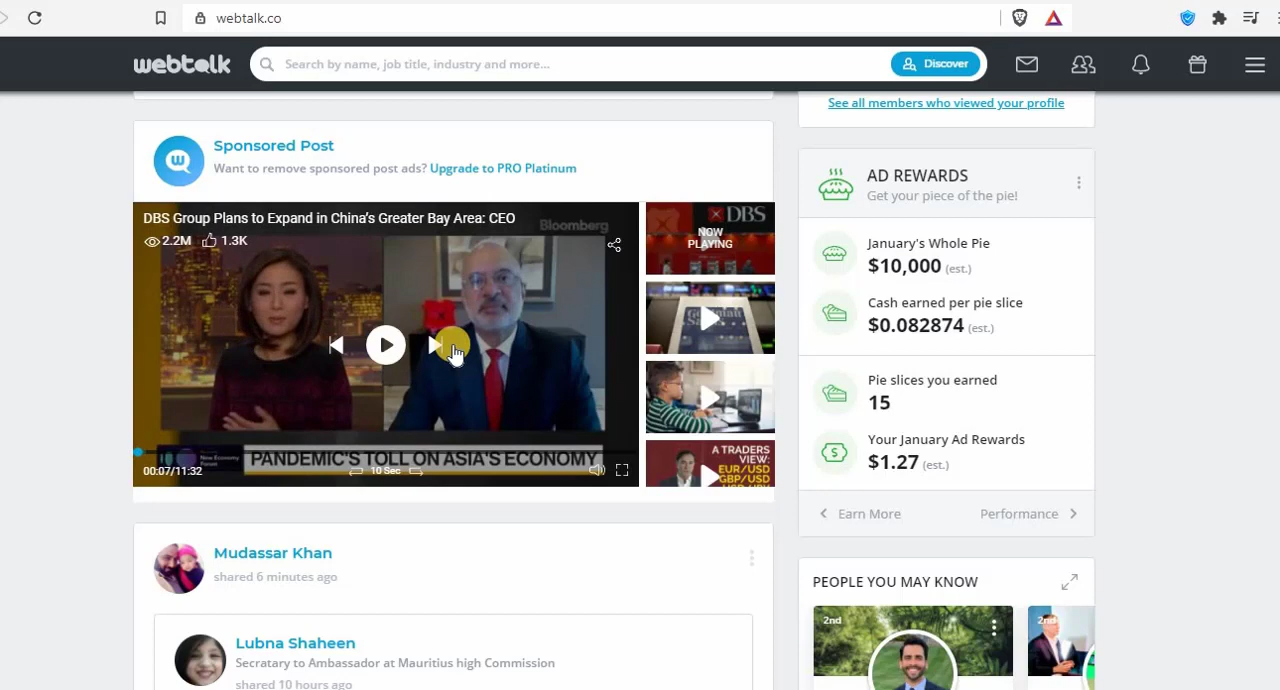 webtalk.co
webtalk
Search by name, job title, industry and more...
Discover
See all members who viewed your profile
Sponsored Post
Want to remove sponsored post ads? Upgrade to PRO Platinum
DBS Group Plans to Expand in China's Greater Bay Area: CEO
Bloomberg
2.2M 1.3K
PANDEMIC'S TOLL ON ASIA'S ECONOMY
New Economy
Forum
00:07/11:32
10 Sec
DBS
NOW
PLAYING
A TRADERS
VIEW:
EUR/USD
GBP/USD
AD REWARDS
Get your piece of the pie!
January's Whole Pie
$10,000 (est.)
Cash earned per pie slice
$0.082874 (est.)
Pie slices you earned
15
Your January Ad Rewards
$1.27 (est.)
Earn More
Performance
Mudassar Khan
shared 6 minutes ago
Lubna Shaheen
Secratary to Ambassador at Mauritius high Commission
shared 10 hours ago
PEOPLE YOU MAY KNOW
2nd
2nd